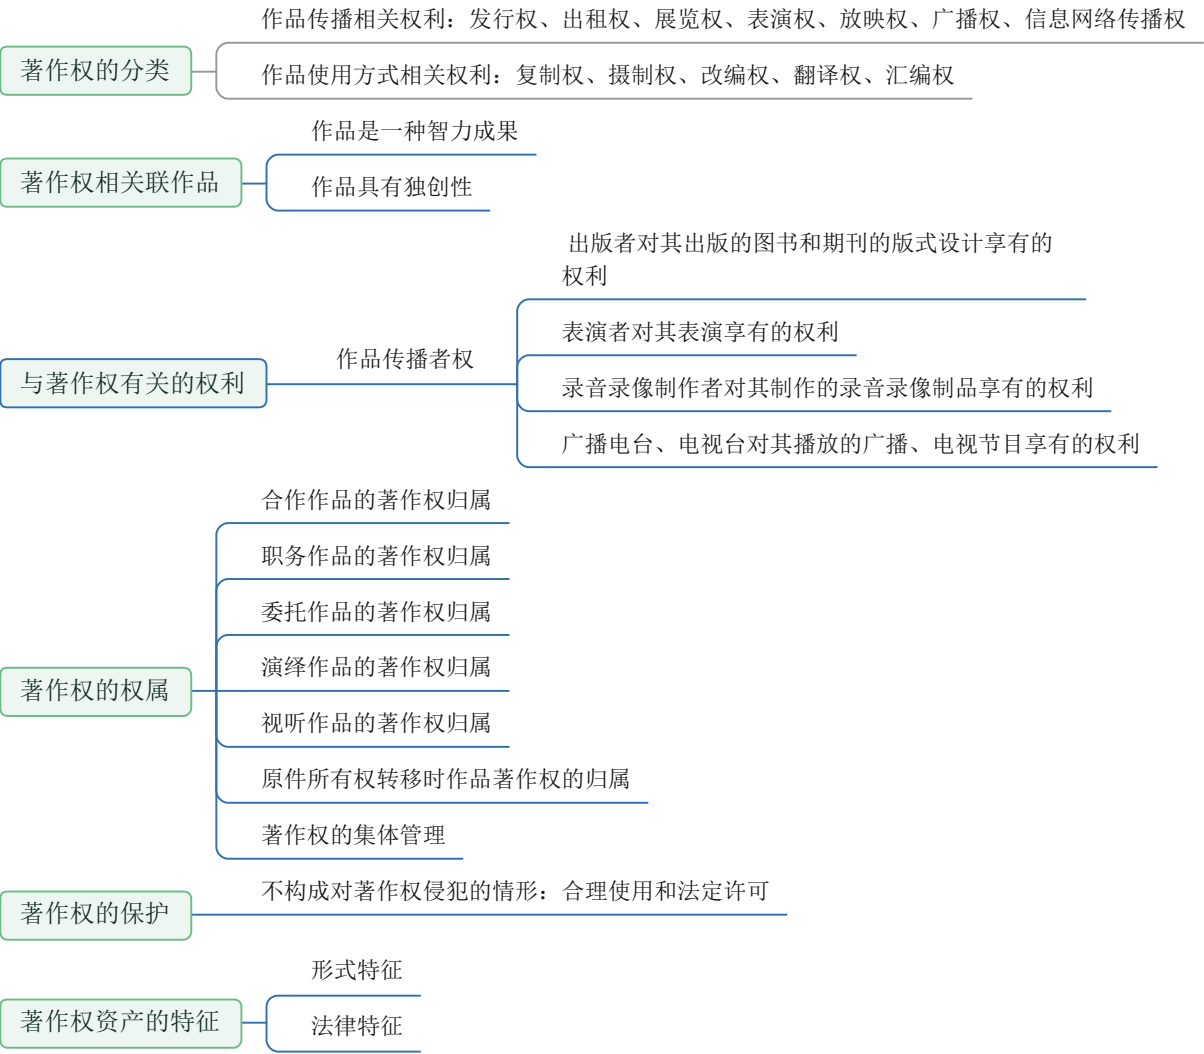 作品传播相关权利：发行权、出租权、展览权、表演权、放映权、广播权、信息网络传播权
著作权的分类
作品使用方式相关权利：复制权、摄制权、改编权、翻译权、汇编权
作品是一种智力成果
著作权相关联作品
作品具有独创性
出版者对其出版的图书和期刊的版式设计享有的
权利
表演者对其表演享有的权利
作品传播者权
与著作权有关的权利
录音录像制作者对其制作的录音录像制品享有的权利
广播电台、电视台对其播放的广播、电视节目享有的权利
合作作品的著作权归属
职务作品的著作权归属
委托作品的著作权归属
演绎作品的著作权归属
著作权的权属
视听作品的著作权归属
原件所有权转移时作品著作权的归属
著作权的集体管理
不构成对著作权侵犯的情形：合理使用和法定许可
著作权的保护
形式特征
著作权资产的特征
法律特征